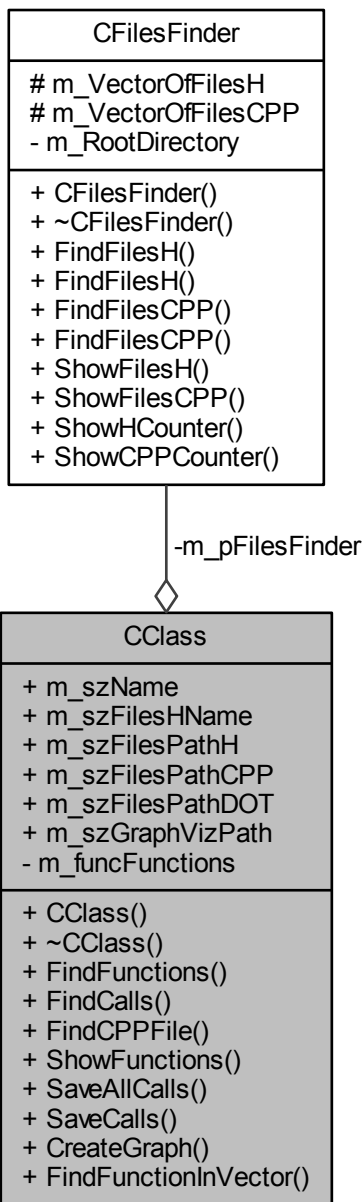 CFilesFinder
# m_VectorOfFilesH
# m_VectorOfFilesCPP
- m_RootDirectory
+ CFilesFinder()
+ ~CFilesFinder()
+ FindFilesH()
+ FindFilesH()
+ FindFilesCPP()
+ FindFilesCPP()
+ ShowFilesH()
+ ShowFilesCPP()
+ ShowHCounter()
+ ShowCPPCounter()
-m_pFilesFinder
CClass
+ m_szName
+ m_szFilesHName
+ m_szFilesPathH
+ m_szFilesPathCPP
+ m_szFilesPathDOT
+ m_szGraphVizPath
- m_funcFunctions
+ CClass()
+ ~CClass()
+ FindFunctions()
+ FindCalls()
+ FindCPPFile()
+ ShowFunctions()
+ SaveAllCalls()
+ SaveCalls()
+ CreateGraph()
+ FindFunctionInVector()